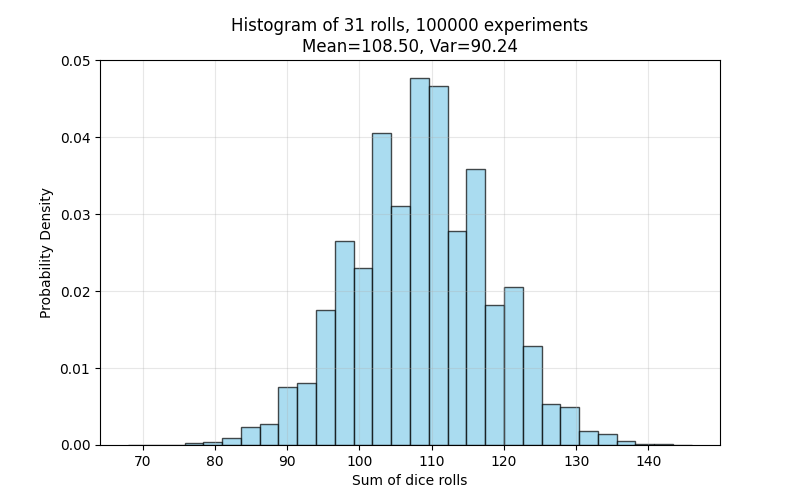 Histogram of 31 rolls, 100000 experiments
Mean=108.50, Var=90.24
0.05
0.04
0.03
0.02
0.01
0.00
Probability Density
70 80 90 100 110 120 130 140
Sum of dice rolls